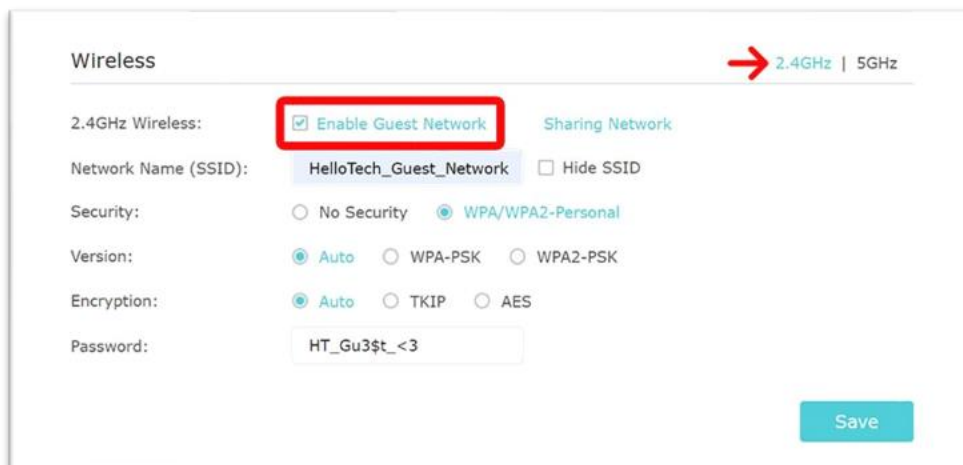 Wireless
2.4GHz | 5GHz
2.4GHz Wireless: Enable Guest Network Sharing Network
Network Name (SSID): HelloTech_Guest_Network Hide SSID
Security: No Security WPA/WPA2-Personal
Version: Auto WPA-PSK WPA2-PSK
Encryption: Auto TKIP AES
Password: HT_Gu3$t_<3
Save